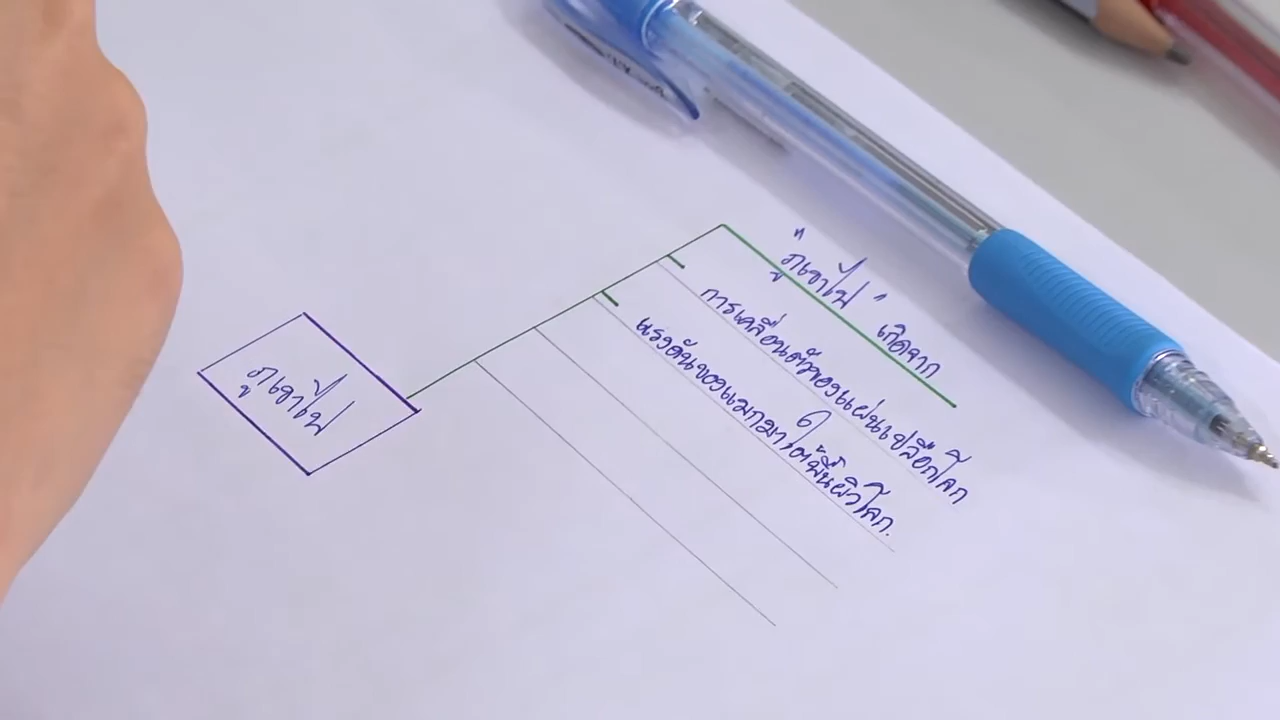 ภูเขาไฟ
"ภูเขาไฟ" เกิดจาก
การเคลื่อนตัวของแผ่นเปลือกโลก
แรงดันของแมกมาใต้พื้นผิวโลก.